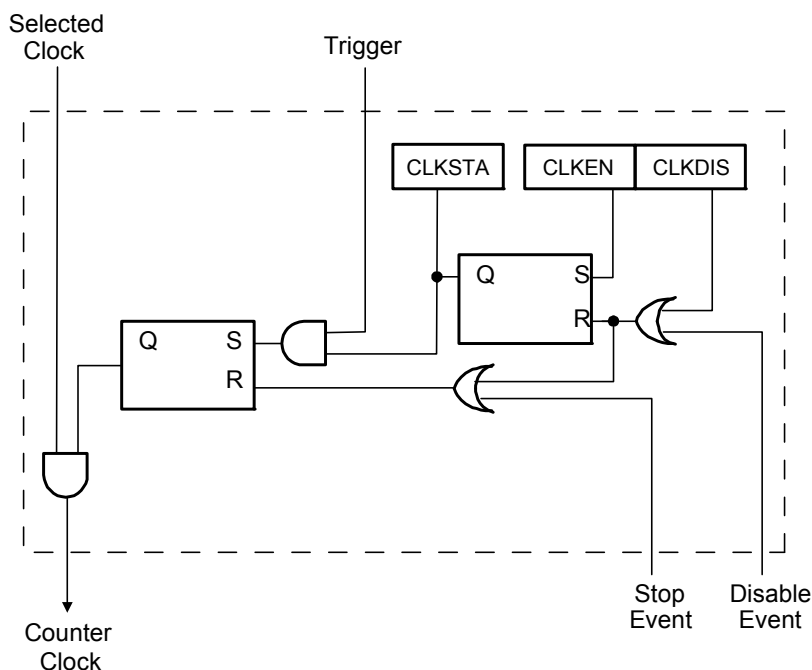 Selected
Clock
Trigger
CLKSTA
CLKEN
CLKDIS
Q
S
R
Q
S
R
Stop
Event
Disable
Event
Counter
Clock